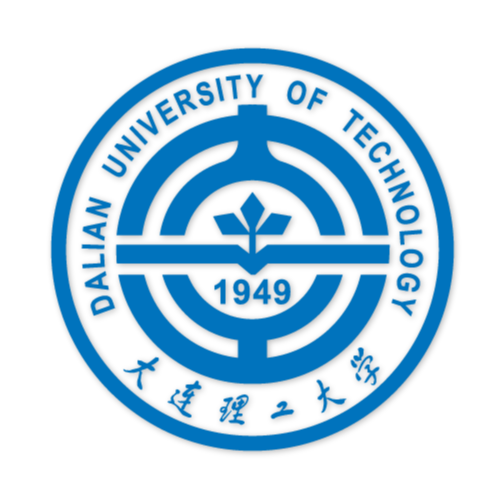 DALIAN UNIVERSITY OF TECHNOLOGY
1949
大连理工大学